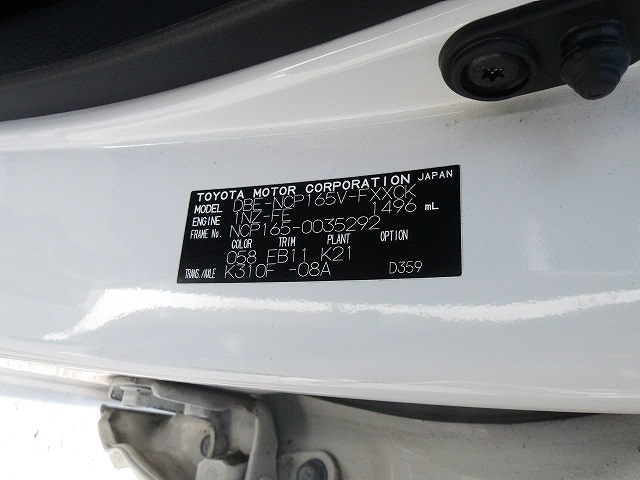 TOYOTA MOTOR CORPORATION JAPAN
MODEL DBE-NCP165V-FXXCK
ENGINE 1NZ-FE 1496 mL
FRAME No. NCP165-0035292
COLOR TRIM PLANT OPTION
058 FB11 K21
TRANS./AXLE K310F -08A D359